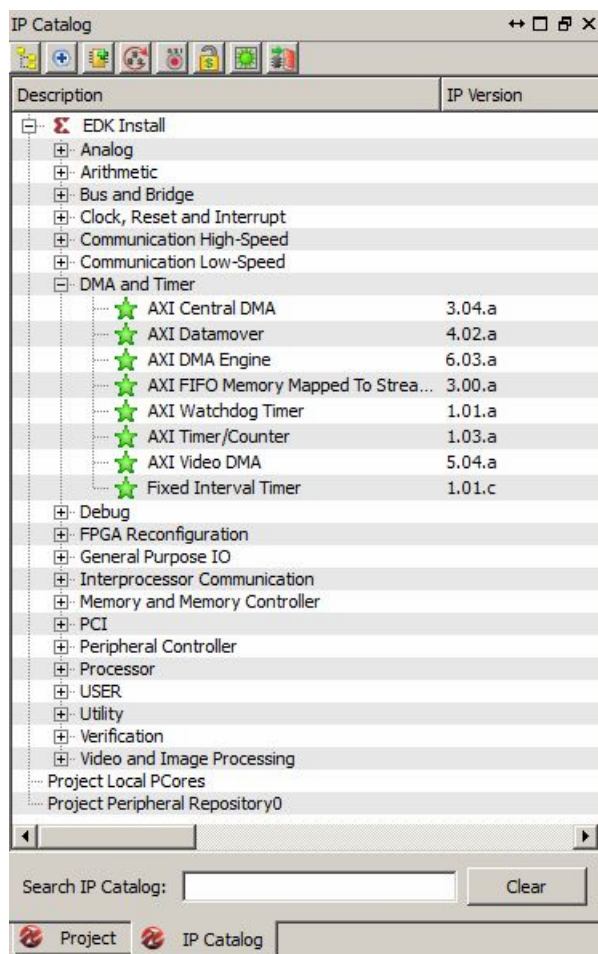 IP Catalog
Description IP Version
EDK Install
Analog
Arithmetic
Bus and Bridge
Clock, Reset and Interrupt
Communication High-Speed
Communication Low-Speed
DMA and Timer
AXI Central DMA 3.04.a
AXI Datamover 4.02.a
AXI DMA Engine 6.03.a
AXI FIFO Memory Mapped To Strea... 3.00.a
AXI Watchdog Timer 1.01.a
AXI Timer/Counter 1.03.a
AXI Video DMA 5.04.a
Fixed Interval Timer 1.01.c
Debug
FPGA Reconfiguration
General Purpose IO
Interprocessor Communication
Memory and Memory Controller
PCI
Peripheral Controller
Processor
USER
Utility
Verification
Video and Image Processing
Project Local PCores
Project Peripheral Repository0
Search IP Catalog: Clear
Project IP Catalog